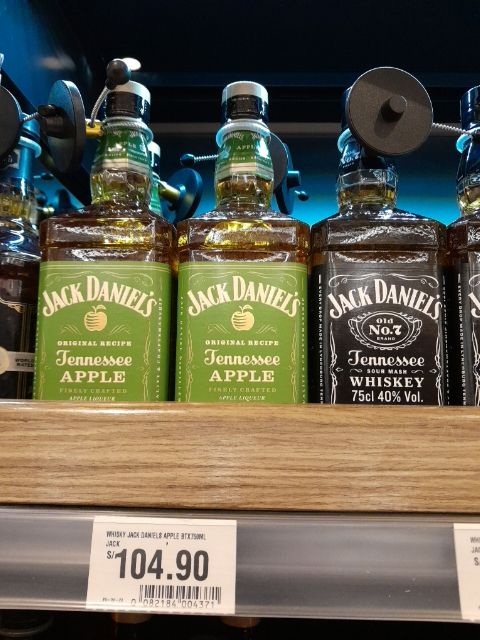 JACK DANIEL'S
ORIGINAL RECIPE
Tennessee
APPLE
FINELY CRAFTED
APPLE LIQUEUR
JACK DANIEL'S
ORIGINAL RECIPE
Tennessee
APPLE
FINELY CRAFTED
APPLE LIQUEUR
JACK DANIEL'S
Old
No.7
BRAND
Tennessee
SOUR MASH
WHISKEY
75cl 40% Vol.
WHISKY JACK DANIELS APPLE BTX750ML
JACK
S/104.90
0 082184 004371